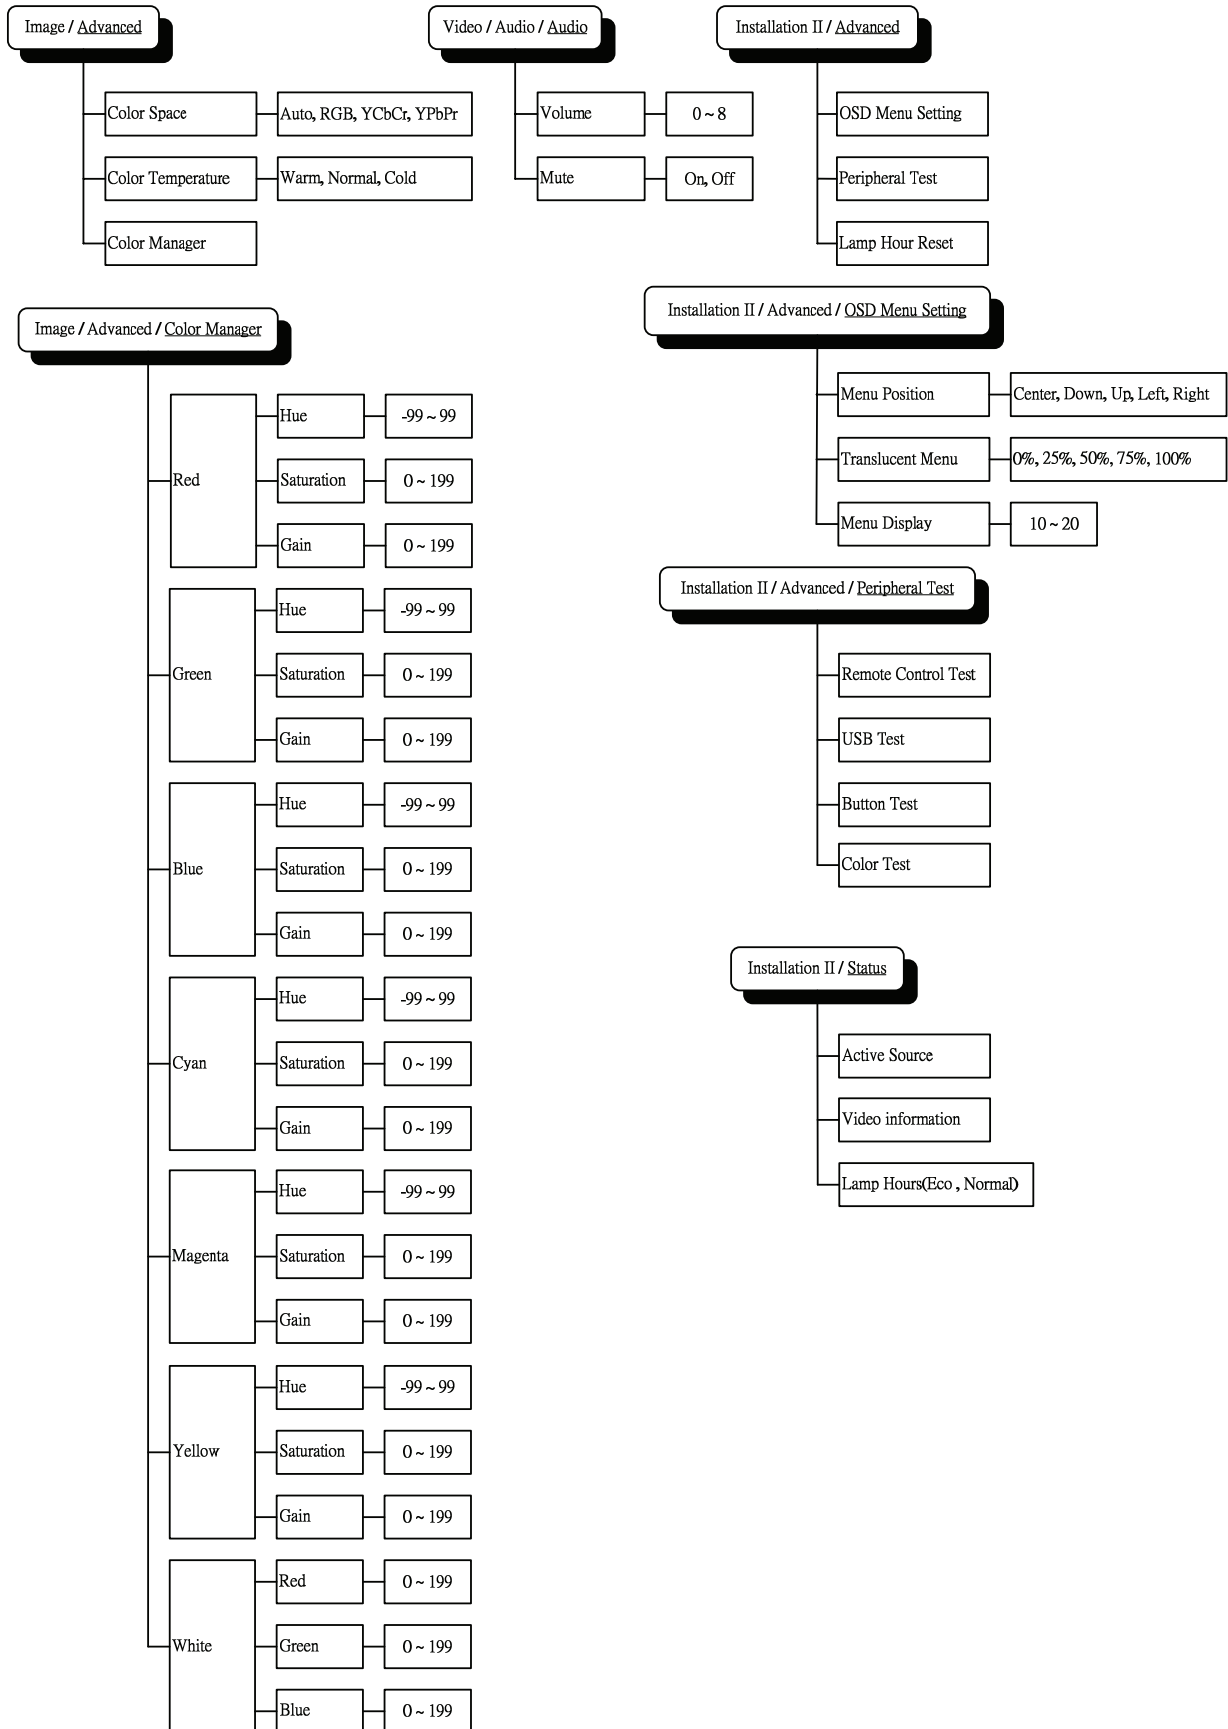 Image / Advanced
Color Space
Auto, RGB, YCbCr, YPbPr
Color Temperature
Warm, Normal, Cold
Color Manager
Video / Audio / Audio
Volume
0 ~ 8
Mute
On, Off
Installation II / Advanced
OSD Menu Setting
Peripheral Test
Lamp Hour Reset
Image / Advanced / Color Manager
Red
Hue
-99 ~ 99
Saturation
0 ~ 199
Gain
0 ~ 199
Green
Hue
-99 ~ 99
Saturation
0 ~ 199
Gain
0 ~ 199
Blue
Hue
-99 ~ 99
Saturation
0 ~ 199
Gain
0 ~ 199
Cyan
Hue
-99 ~ 99
Saturation
0 ~ 199
Gain
0 ~ 199
Magenta
Hue
-99 ~ 99
Saturation
0 ~ 199
Gain
0 ~ 199
Yellow
Hue
-99 ~ 99
Saturation
0 ~ 199
Gain
0 ~ 199
White
Red
0 ~ 199
Green
0 ~ 199
Blue
0 ~ 199
Installation II / Advanced / OSD Menu Setting
Menu Position
Center, Down, Up, Left, Right
Translucent Menu
0%, 25%, 50%, 75%, 100%
Menu Display
10 ~ 20
Installation II / Advanced / Peripheral Test
Remote Control Test
USB Test
Button Test
Color Test
Installation II / Status
Active Source
Video information
Lamp Hours(Eco , Normal)